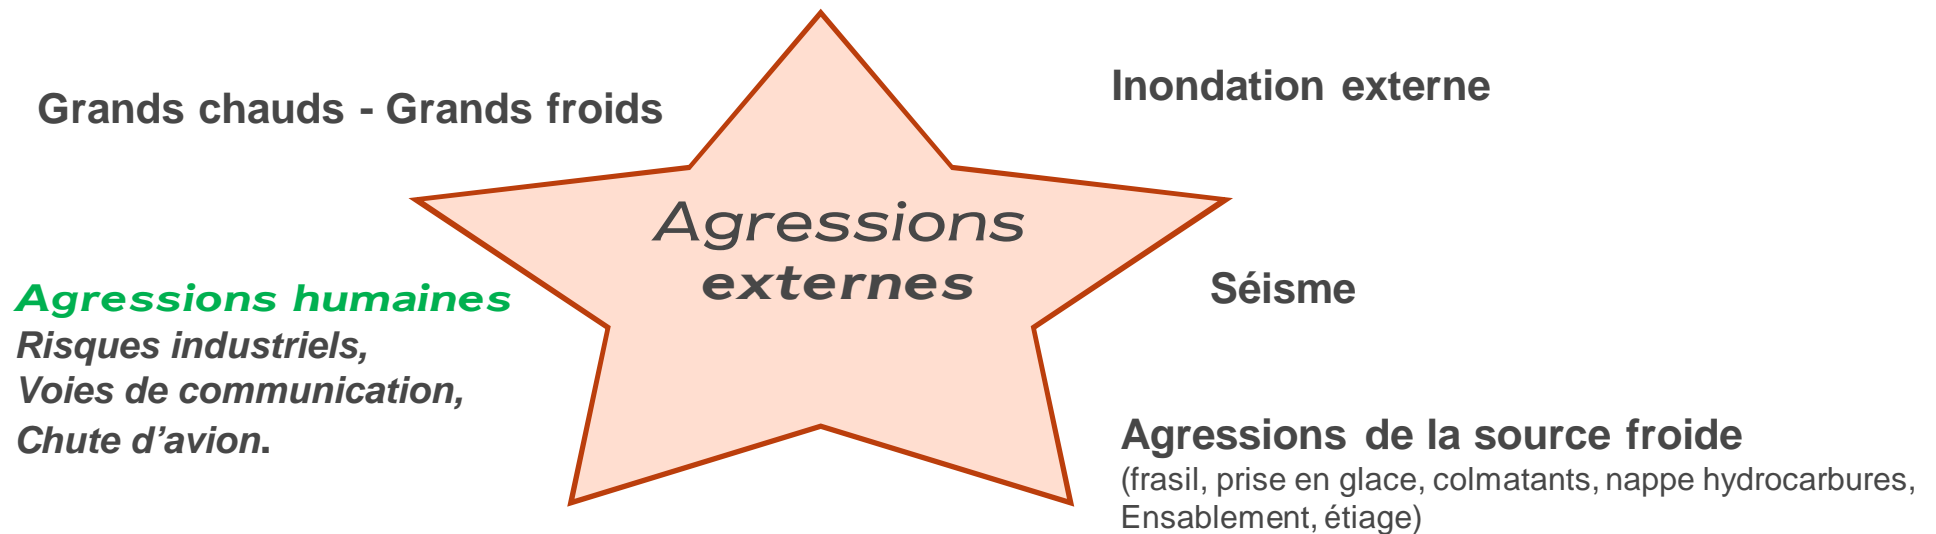 Grands chauds - Grands froids
Inondation externe
Agressions
externes
Séisme
Agressions humaines
Risques industriels,
Voies de communication,
Chute d’avion.
Agressions de la source froide
(frasil, prise en glace, colmatants, nappe hydrocarbures,
Ensablement, étiage)